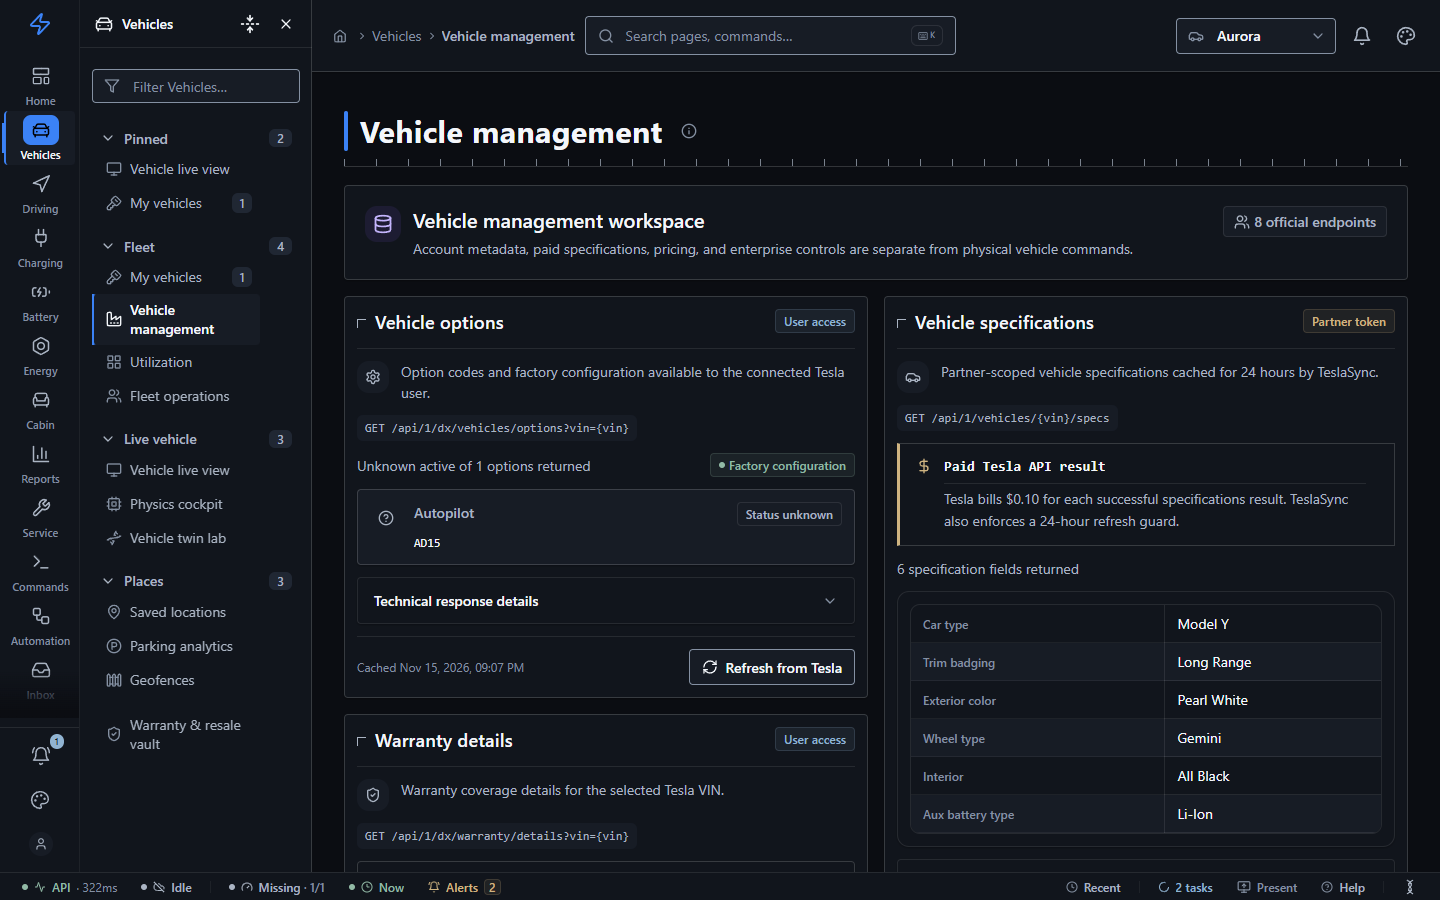 Home
Vehicles
Driving
Charging
Battery
Energy
Cabin
Reports
Service
Commands
Automation
Inbox
1
Vehicles
Filter Vehicles...
Pinned 2
Vehicle live view
My vehicles 1
Fleet 4
My vehicles 1
Vehicle
management
Utilization
Fleet operations
Live vehicle 3
Vehicle live view
Physics cockpit
Vehicle twin lab
Places 3
Saved locations
Parking analytics
Geofences
Warranty & resale
vault
Vehicles
Vehicle management
Search pages, commands...
K
Aurora
Vehicle management
Vehicle management workspace
Account metadata, paid specifications, pricing, and enterprise controls are separate from physical vehicle commands.
8 official endpoints
Vehicle options
User access
Option codes and factory configuration available to the connected Tesla
user.
GET /api/1/dx/vehicles/options?vin={vin}
Unknown active of 1 options returned
Factory configuration
Autopilot
Status unknown
AD15
Technical response details
Cached Nov 15, 2026, 09:07 PM
Refresh from Tesla
Warranty details
User access
Warranty coverage details for the selected Tesla VIN.
GET /api/1/dx/warranty/details?vin={vin}
Vehicle specifications
Partner token
Partner-scoped vehicle specifications cached for 24 hours by TeslaSync.
GET /api/1/vehicles/{vin}/specs
Paid Tesla API result
Tesla bills $0.10 for each successful specifications result. TeslaSync
also enforces a 24-hour refresh guard.
6 specification fields returned
Car type Model Y
Trim badging Long Range
Exterior color Pearl White
Wheel type Gemini
Interior All Black
Aux battery type Li-Ion
API · 322ms
Idle
Missing · 1/1
Now
Alerts 2
Recent
2 tasks
Present
Help